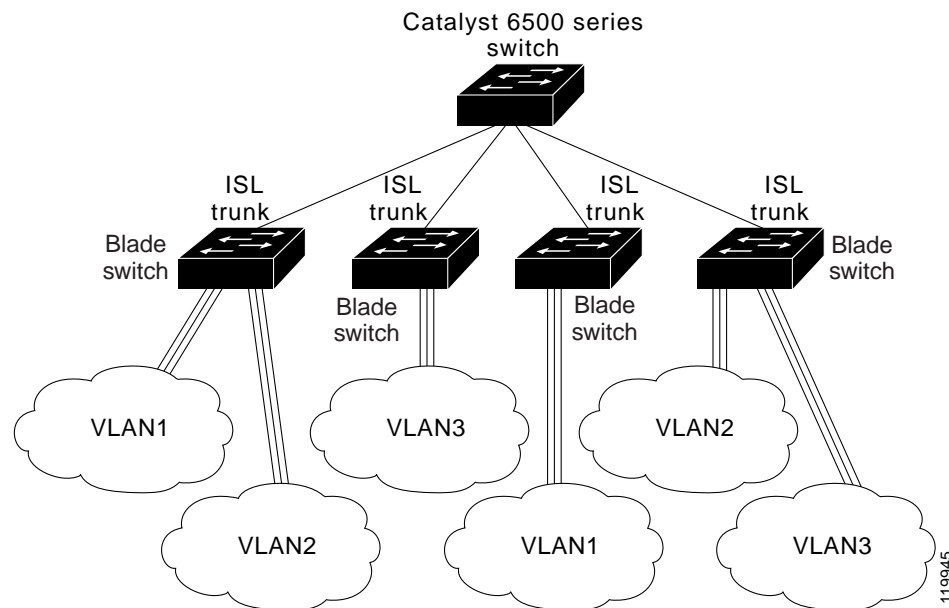 Catalyst 6500 series
switch
ISL
trunk
ISL
trunk
ISL
trunk
ISL
trunk
Blade
switch
Blade
switch
Blade
switch
Blade
switch
VLAN1
VLAN3
VLAN2
VLAN2
VLAN1
VLAN3
119945